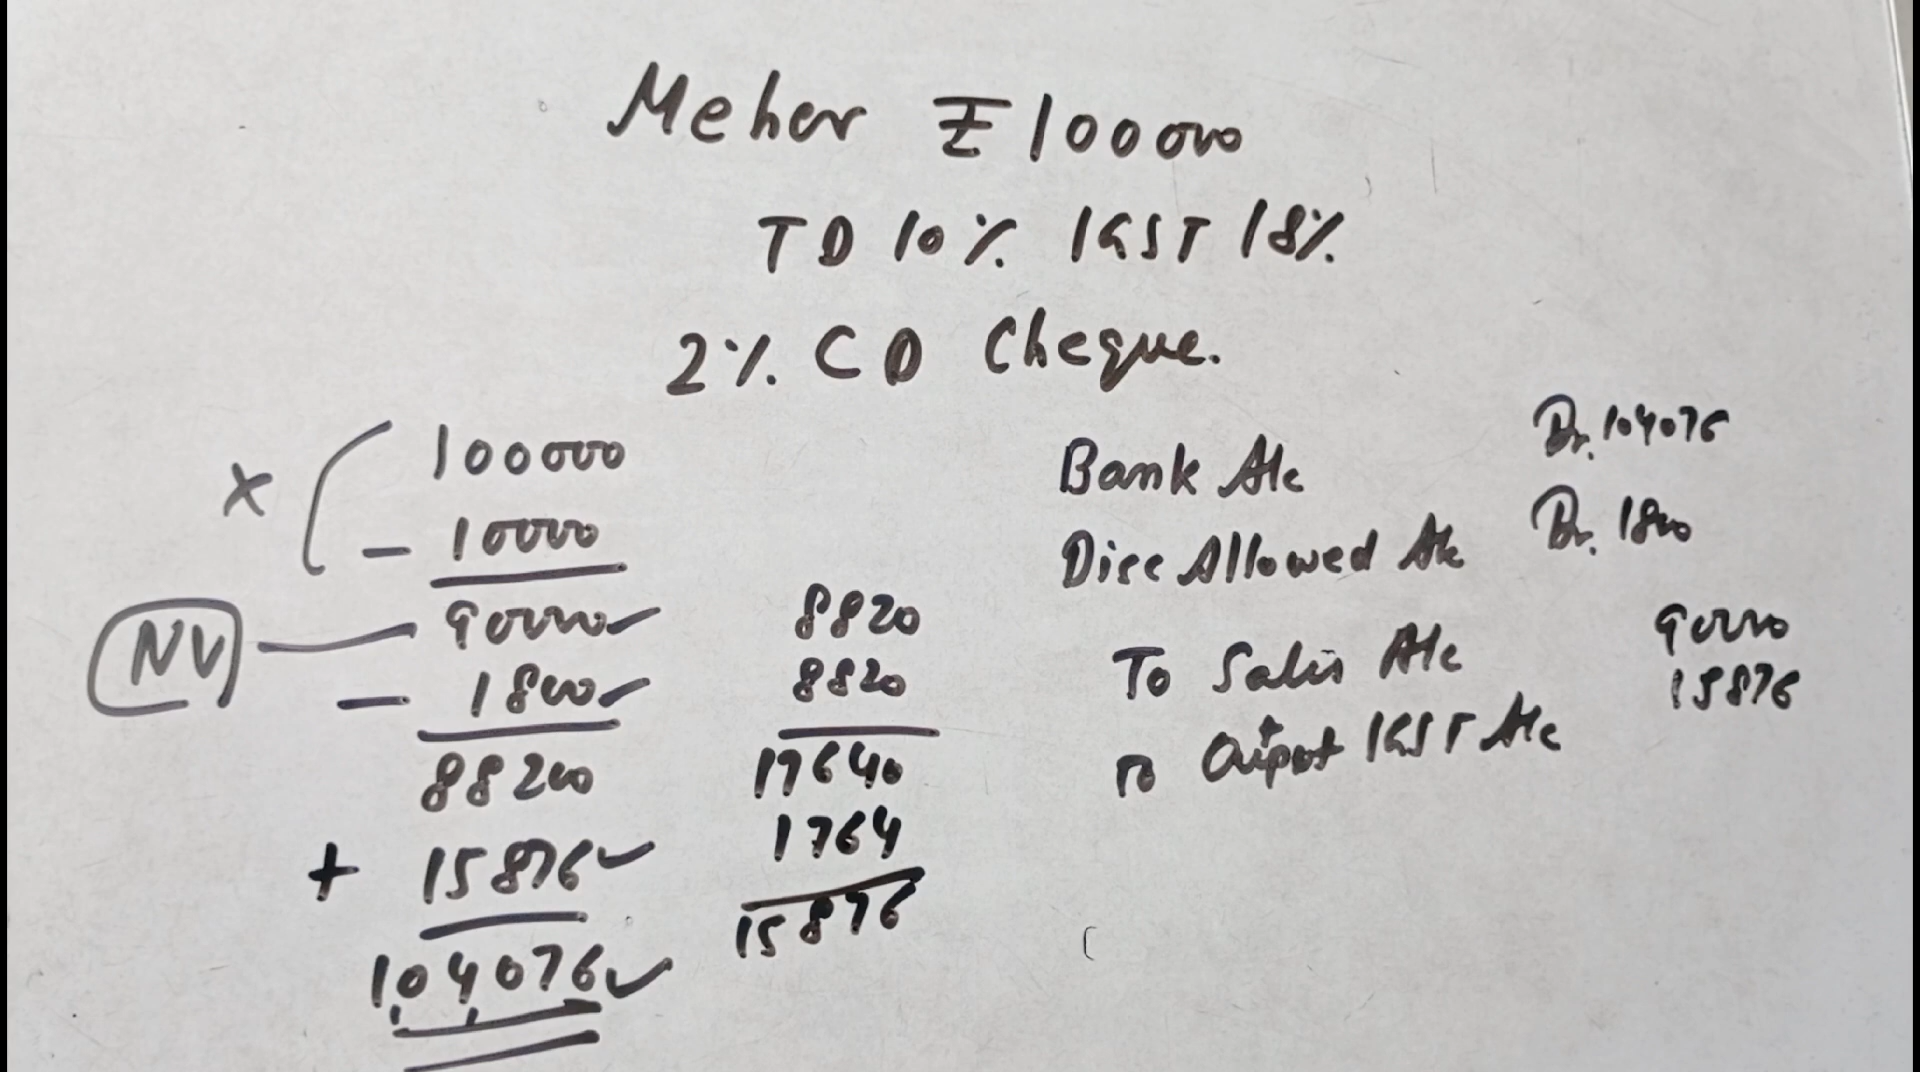 Meher ₹100000
TD 10% IGST 18%
2% CD Cheque.
x 100000
- 10000
NV 90000
- 1800
88200
+ 15876
104076
8820
8820
17640
1764
15876
Bank A/c Dr. 104076
Disc Allowed A/c Dr. 1800
To Sales A/c 90000
To Output IGST A/c 15876